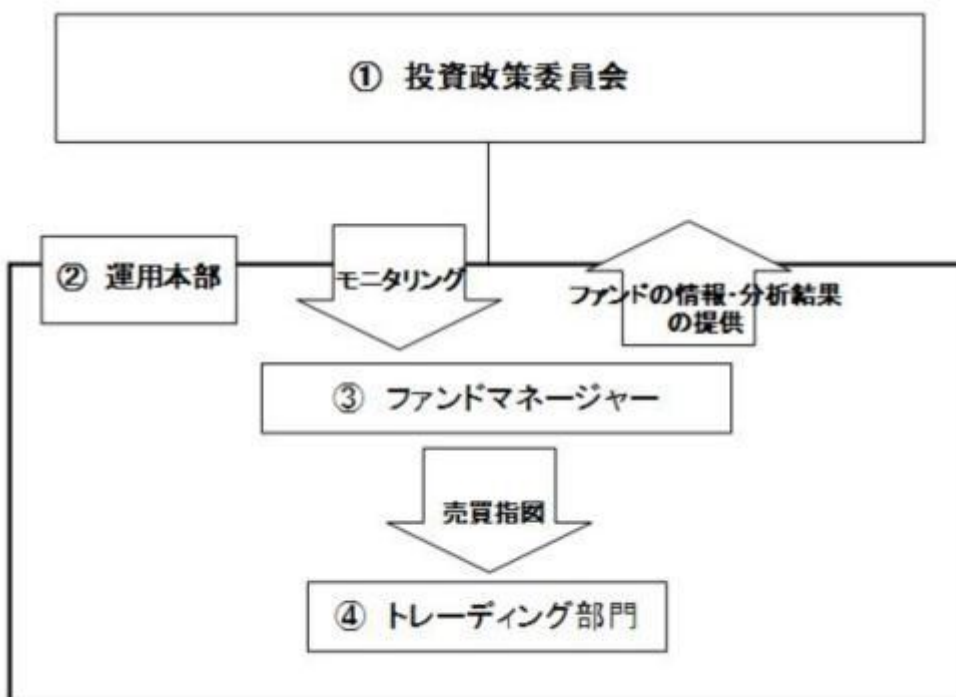 ① 投資政策委員会
② 運用本部
モニタリング
ファンドの情報・分析結果
の提供
③ ファンドマネージャー
売買指図
④ トレーディング部門